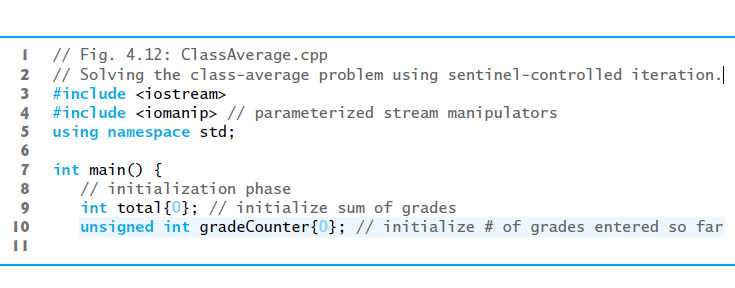 1 // Fig. 4.12: ClassAverage.cpp
2 // Solving the class-average problem using sentinel-controlled iteration.
3 #include <iostream>
4 #include <iomanip> // parameterized stream manipulators
5 using namespace std;
6
7 int main() {
8 // initialization phase
9 int total{0}; // initialize sum of grades
10 unsigned int gradeCounter{0}; // initialize # of grades entered so far
11